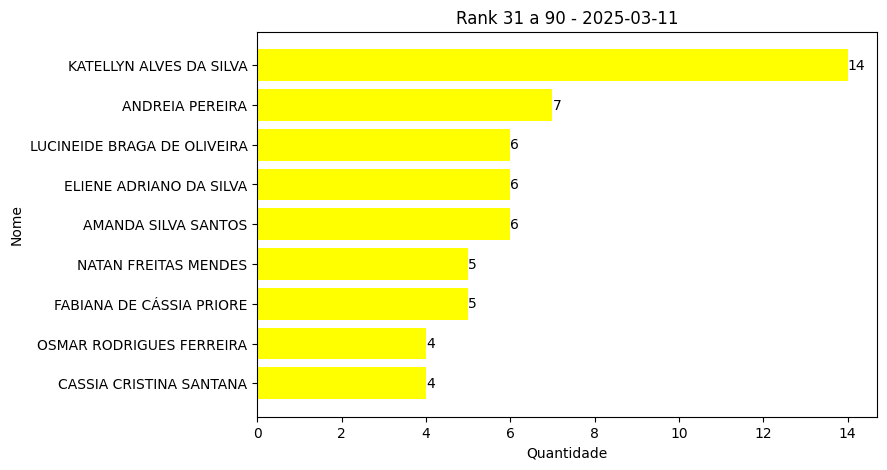 Rank 31 a 90 - 2025-03-11
KATELLYN ALVES DA SILVA 14
ANDREIA PEREIRA 7
LUCINEIDE BRAGA DE OLIVEIRA 6
ELIENE ADRIANO DA SILVA 6
AMANDA SILVA SANTOS 6
NATAN FREITAS MENDES 5
FABIANA DE CÁSSIA PRIORE 5
OSMAR RODRIGUES FERREIRA 4
CASSIA CRISTINA SANTANA 4
Nome
0 2 4 6 8 10 12 14
Quantidade